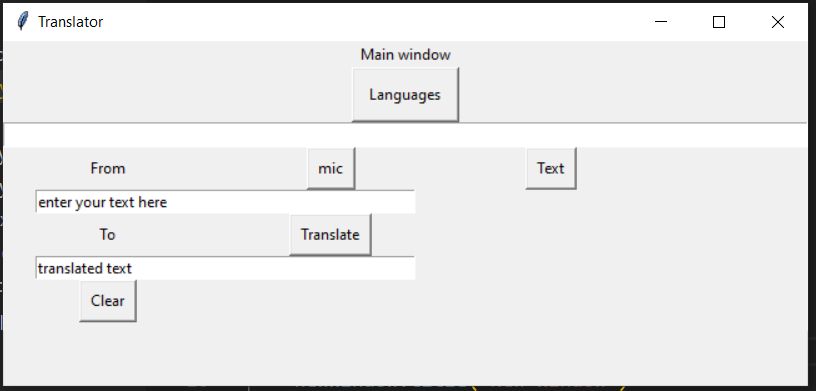 Translator
Main window
Languages
From mic Text
enter your text here
To Translate
translated text
Clear